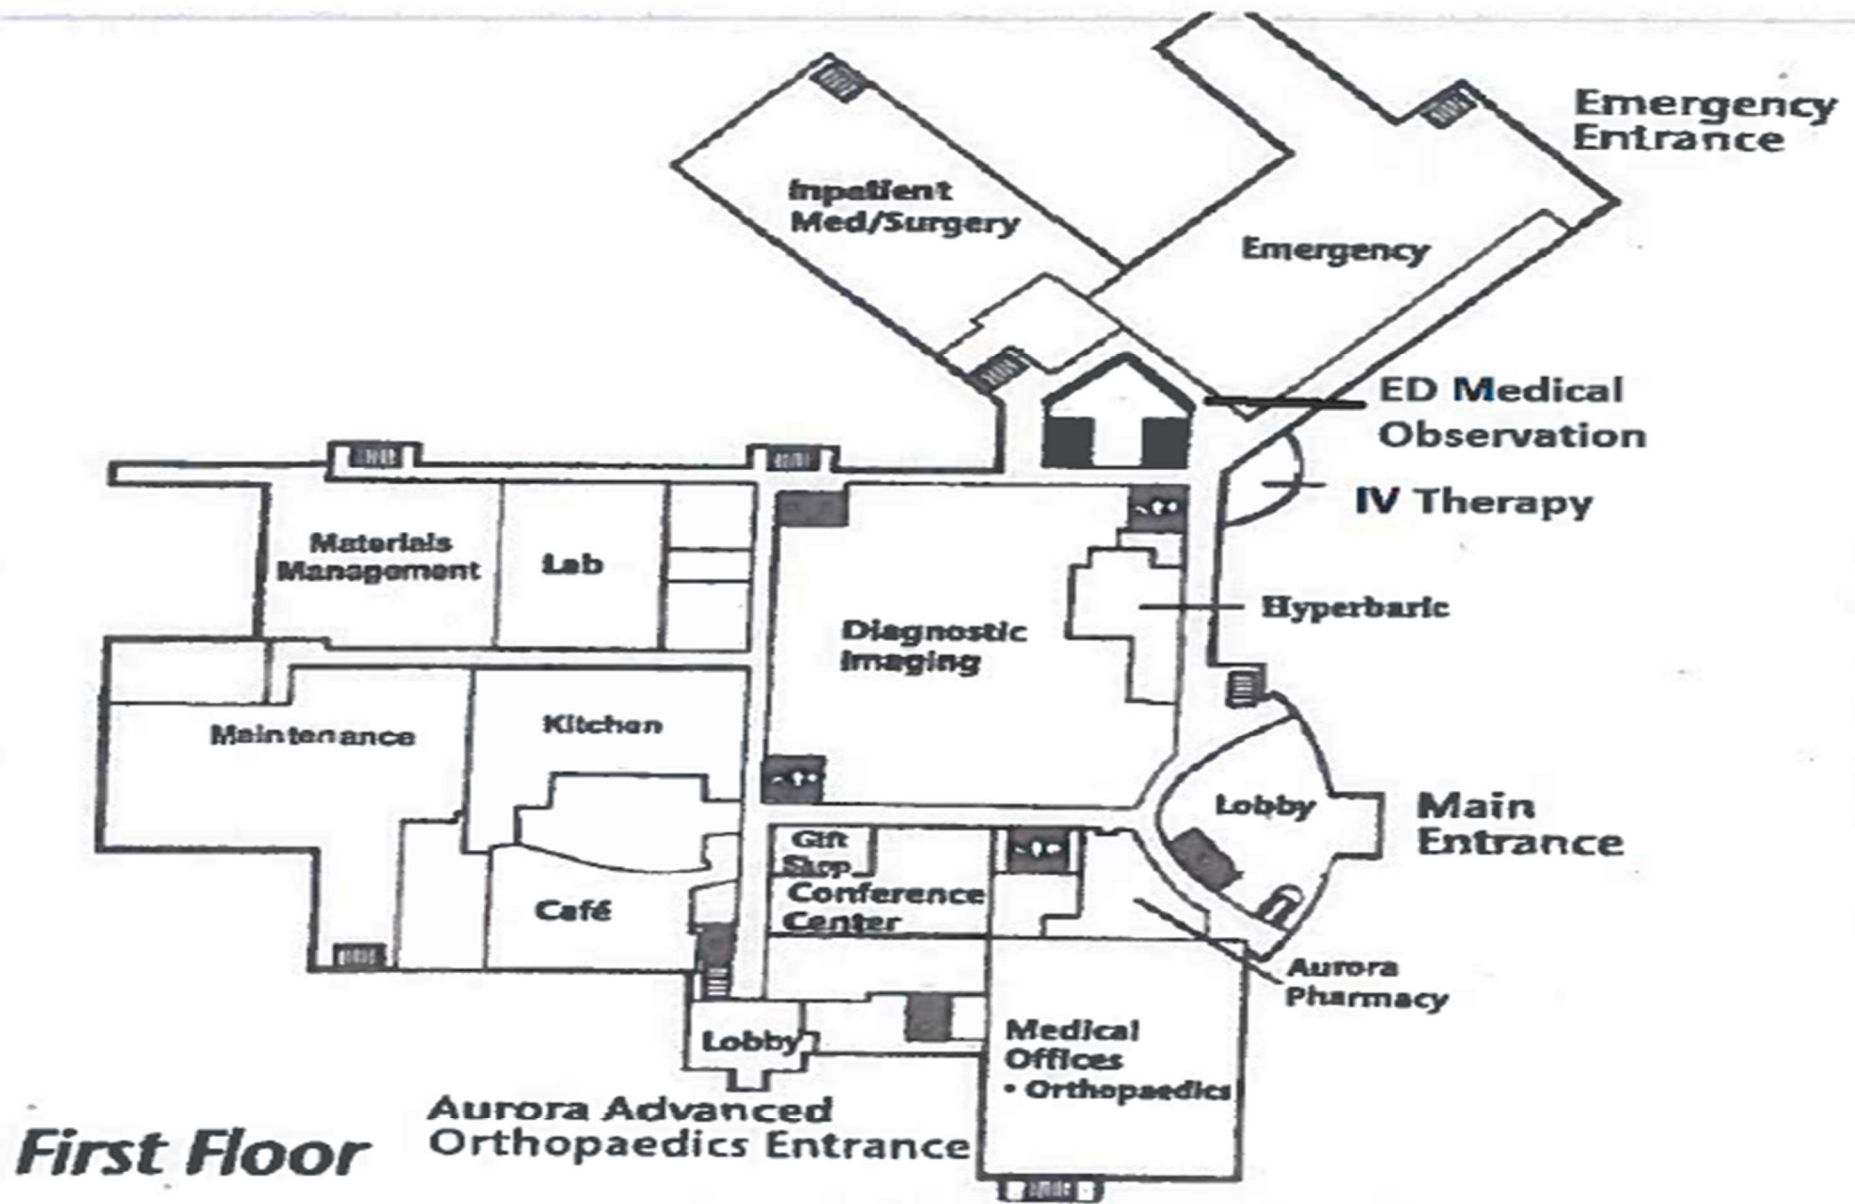 Emergency
Entrance
Inpatient
Med/Surgery
Emergency
ED Medical
Observation
IV Therapy
Materials
Management
Lab
Hyperbaric
Diagnostic
Imaging
Maintenance
Kitchen
Lobby
Main
Entrance
Gift
Shop
Conference
Center
Café
Aurora
Pharmacy
Lobby
Medical
Offices
• Orthopaedics
Aurora Advanced
Orthopaedics Entrance
First Floor